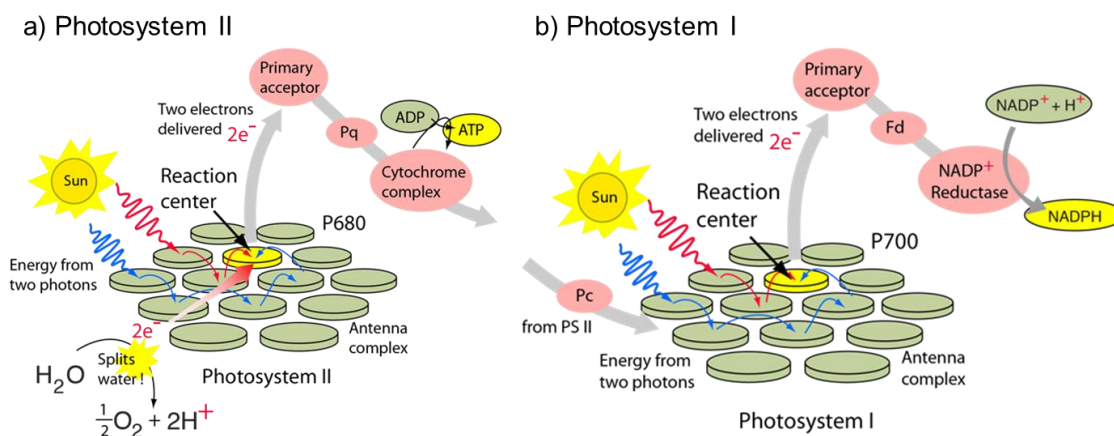 a) Photosystem II
Primary
acceptor
Two electrons
delivered 2e⁻
Pq
ADP
ATP
Cytochrome
complex
Sun
Reaction
center
P680
Energy from
two photons
2e⁻
Antenna
complex
Splits
water!
H₂O
½O₂ + 2H⁺
Photosystem II
b) Photosystem I
Primary
acceptor
Two electrons
delivered 2e⁻
Fd
NADP⁺ + H⁺
NADP⁺
Reductase
NADPH
Sun
Reaction
center
P700
Pc
from PS II
Energy from
two photons
Antenna
complex
Photosystem I